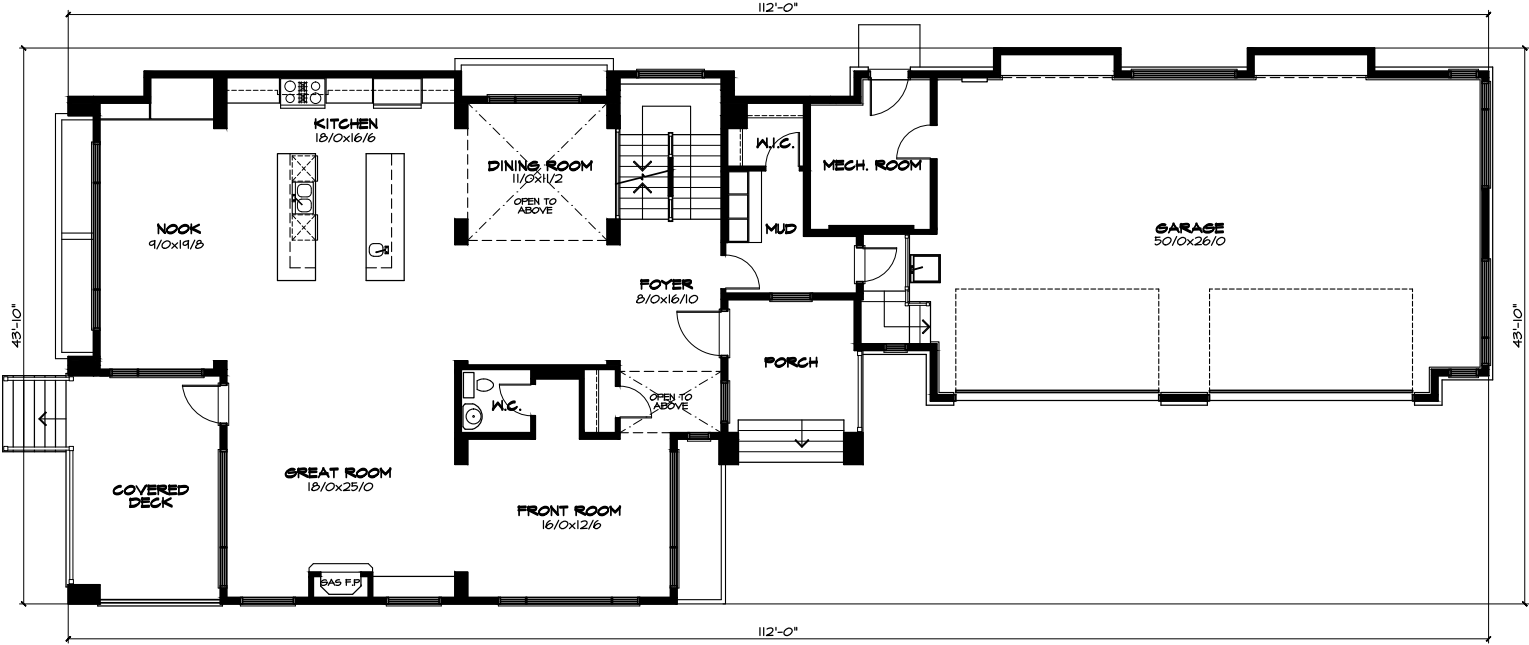 112'-0"
KITCHEN
18/0x16/6
DINING ROOM
11/0x11/2
OPEN TO
ABOVE
W.I.C.
MECH. ROOM
NOOK
9/0x19/8
MUD
GARAGE
50/0x26/0
FOYER
8/0x16/10
43'-10"
43'-10"
PORCH
W.C.
OPEN TO
ABOVE
COVERED
DECK
GREAT ROOM
18/0x25/0
FRONT ROOM
16/0x12/6
GAS F.P
112'-0"